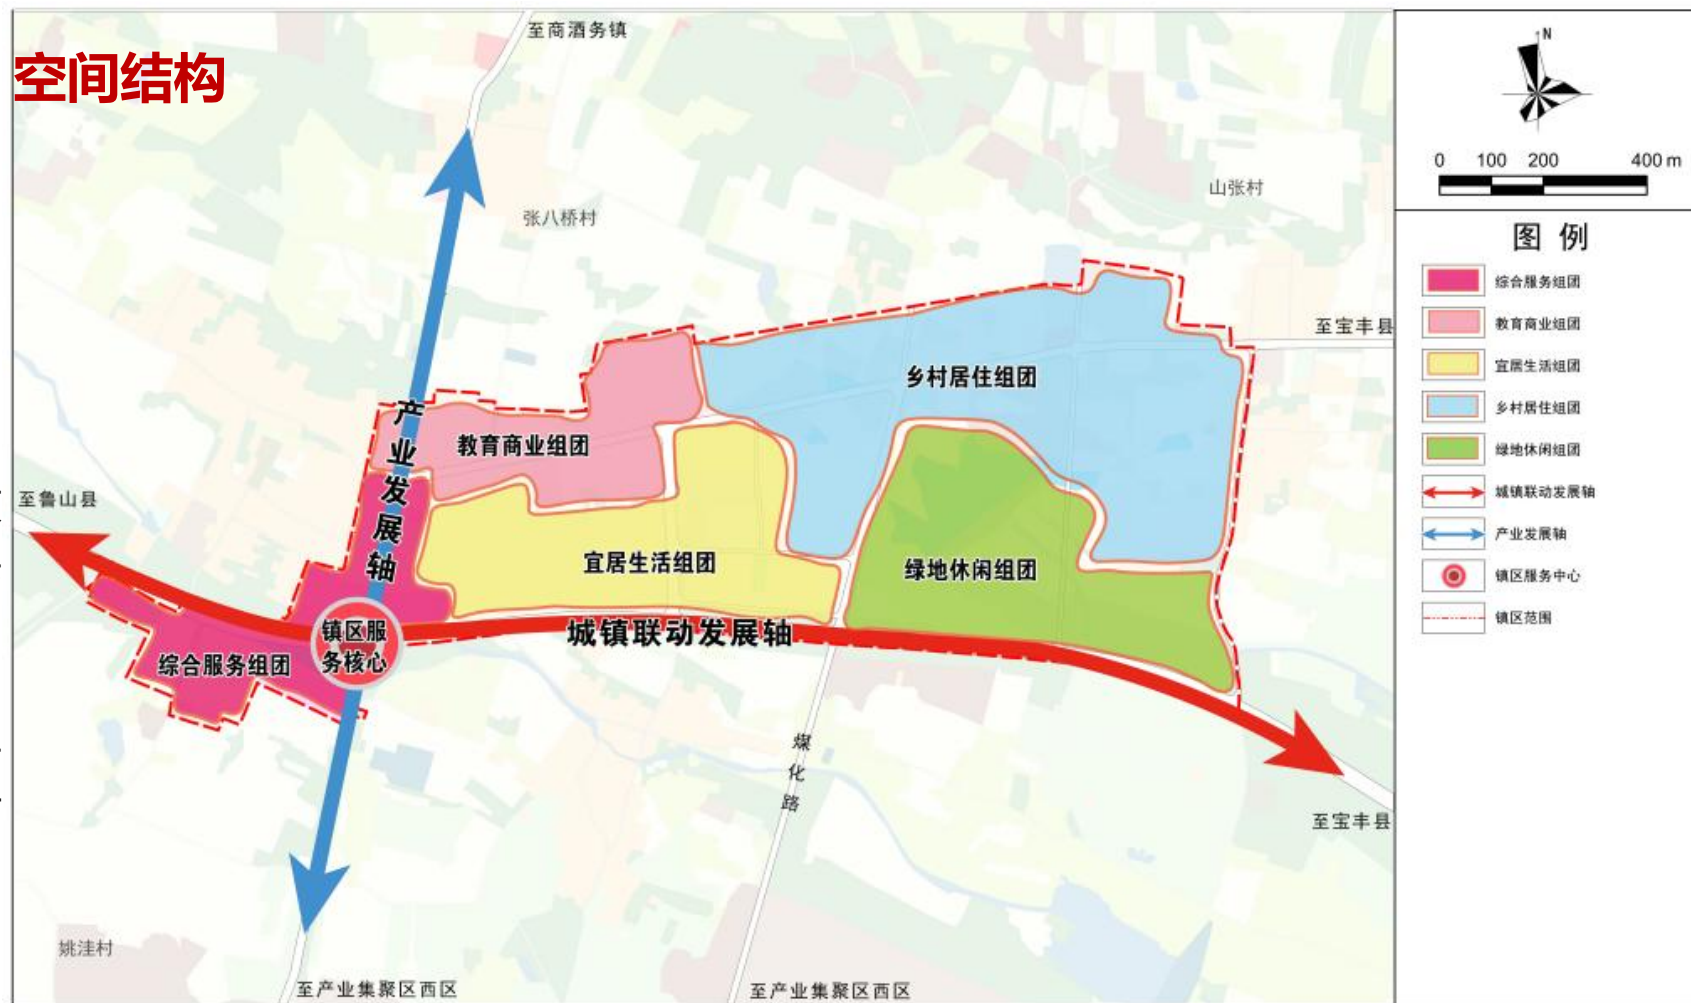 空间结构
至商酒务镇
张八桥村
山张村
至宝丰县
乡村居住组团
产业发展轴
教育商业组团
至鲁山县
宜居生活组团
绿地休闲组团
镇区服
务核心
城镇联动发展轴
综合服务组团
煤化路
至宝丰县
姚洼村
至产业集聚区西区
至产业集聚区西区
N
0 100 200 400 m
图例
综合服务组团
教育商业组团
宜居生活组团
乡村居住组团
绿地休闲组团
城镇联动发展轴
产业发展轴
镇区服务中心
镇区范围